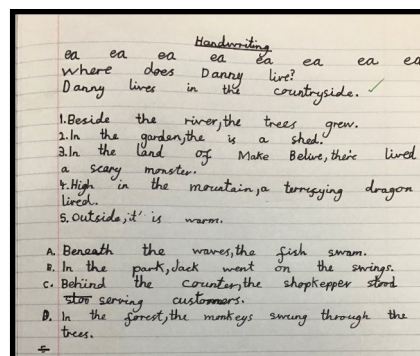 Handwriting
ea ea ea ea ea ea ea ea
Where does Danny live?
Danny lives in the countryside.
1. Beside the river, the trees grew.
2. In the garden, the is a shed.
3. In the land of Make Belive, there lived
a scary monster.
4. High in the mountain, a terrifying dragon
lived.
5. Outside, it' is warm.
A. Beneath the waves, the fish swam.
B. In the park, Jack went on the swings.
C. Behind the counter, the shopkepper stood
stoo serving customers.
D. In the forest, the monkeys swung through the
trees.